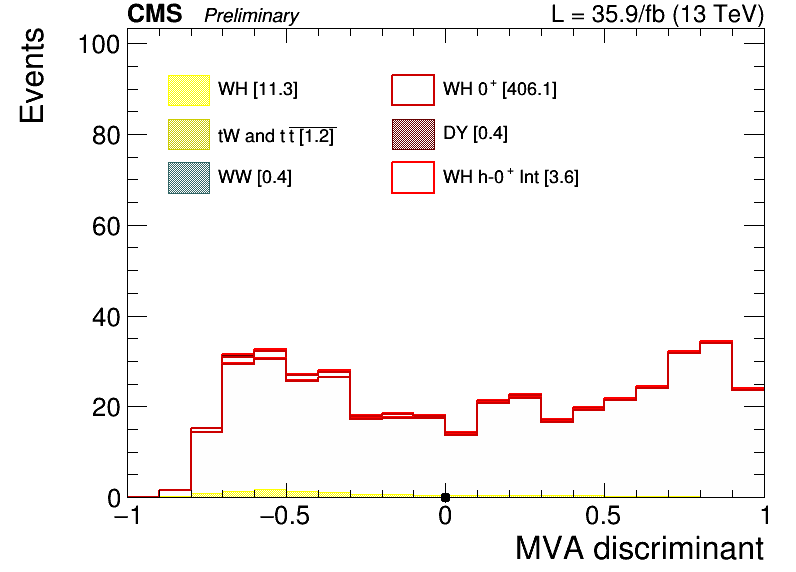 CMS Preliminary L = 35.9/fb (13 TeV)
Events
100
80
60
40
20
0
WH [11.3]
WH 0⁺ [406.1]
tW and t t̅ [1.2]
DY [0.4]
WW [0.4]
WH h-0⁺ Int [3.6]
−1 −0.5 0 0.5 1
MVA discriminant